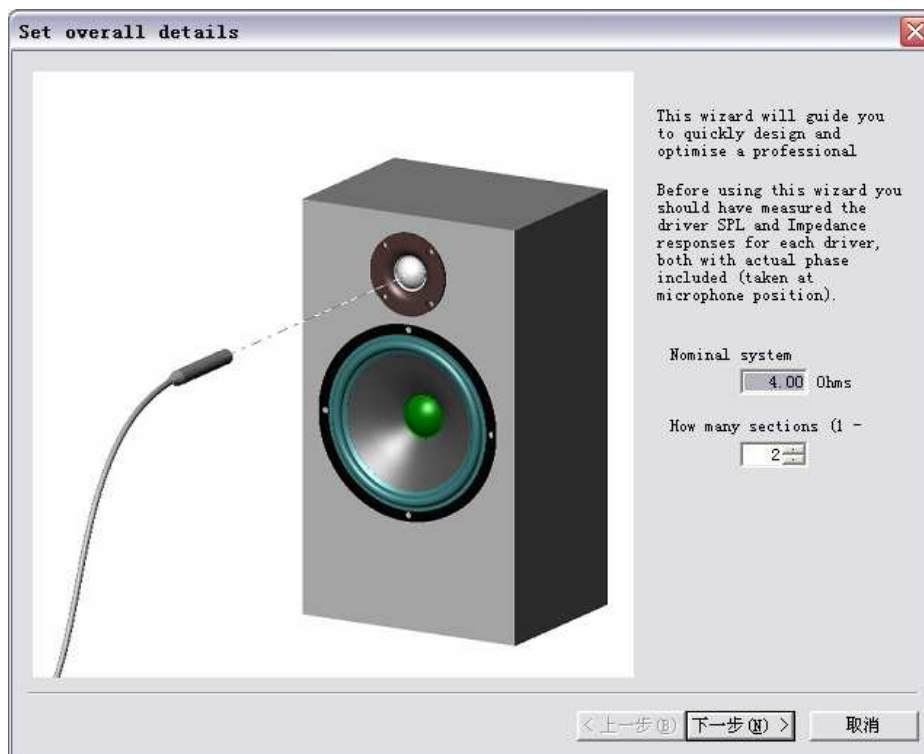 Set overall details
This wizard will guide you
to quickly design and
optimise a professional
Before using this wizard you
should have measured the
driver SPL and Impedance
responses for each driver,
both with actual phase
included (taken at
microphone position).
Nominal system
4.00 Ohms
How many sections (1 -
2
< 上一步(B) 下一步(N) > 取消